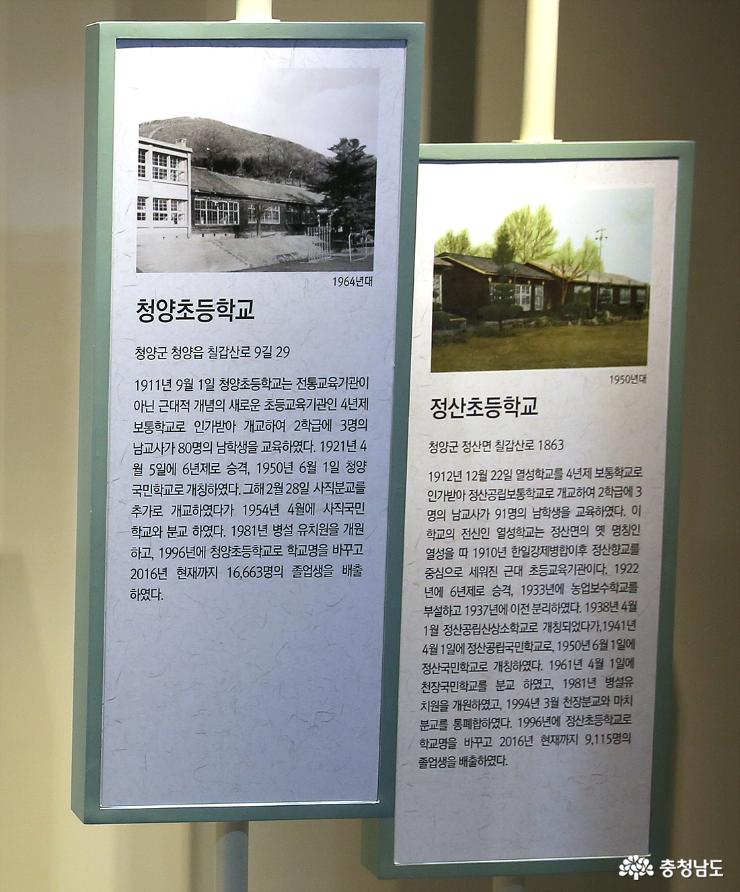 1964년대
청양초등학교
청양군 청양읍 칠갑산로 9길 29
1911년 9월 1일 청양초등학교는 전통교육기관이
아닌 근대적 개념의 새로운 초등교육기관인 4년제
보통학교로 인가받아 개교하여 2학급에 3명의
남교사가 80명의 남학생을 교육하였다. 1921년 4
월 5일에 6년제로 승격, 1950년 6월 1일 청양
국민학교로 개칭하였다. 그해 2월 28일 사직분교를
추가로 개교하였다가 1954년 4월에 사직국민
학교와 분교 하였다. 1981년 병설 유치원을 개원
하고, 1996년에 청양초등학교로 학교명을 바꾸고
2016년 현재까지 16,663명의 졸업생을 배출
하였다.
1950년대
정산초등학교
청양군 정산면 칠갑산로 1863
1912년 12월 22일 열성학교를 4년제 보통학교로
인가받아 정산공립보통학교로 개교하여 2학급에 3
명의 남교사가 91명의 남학생을 교육하였다. 이
학교의 전신인 열성학교는 정산면의 옛 명칭인
열성을 따 1910년 한일강제병합이후 정산향교를
중심으로 세워진 근대 초등교육기관이다. 1922
년에 6년제로 승격, 1933년에 농업보수학교를
부설하고 1937년에 이전 분리하였다. 1938년 4월
1일 정산공립심상소학교로 개칭되었다가,1941년
4월 1일에 정산공립국민학교로, 1950년 6월 1일에
정산국민학교로 개칭하였다. 1961년 4월 1일에
천장국민학교를 분교 하였고, 1981년 병설유
치원을 개원하였고, 1994년 3월 천장분교와 마치
분교를 통폐합하였다. 1996년에 정산초등학교로
학교명을 바꾸고 2016년 현재까지 9,115명의
졸업생을 배출하였다.
충청남도